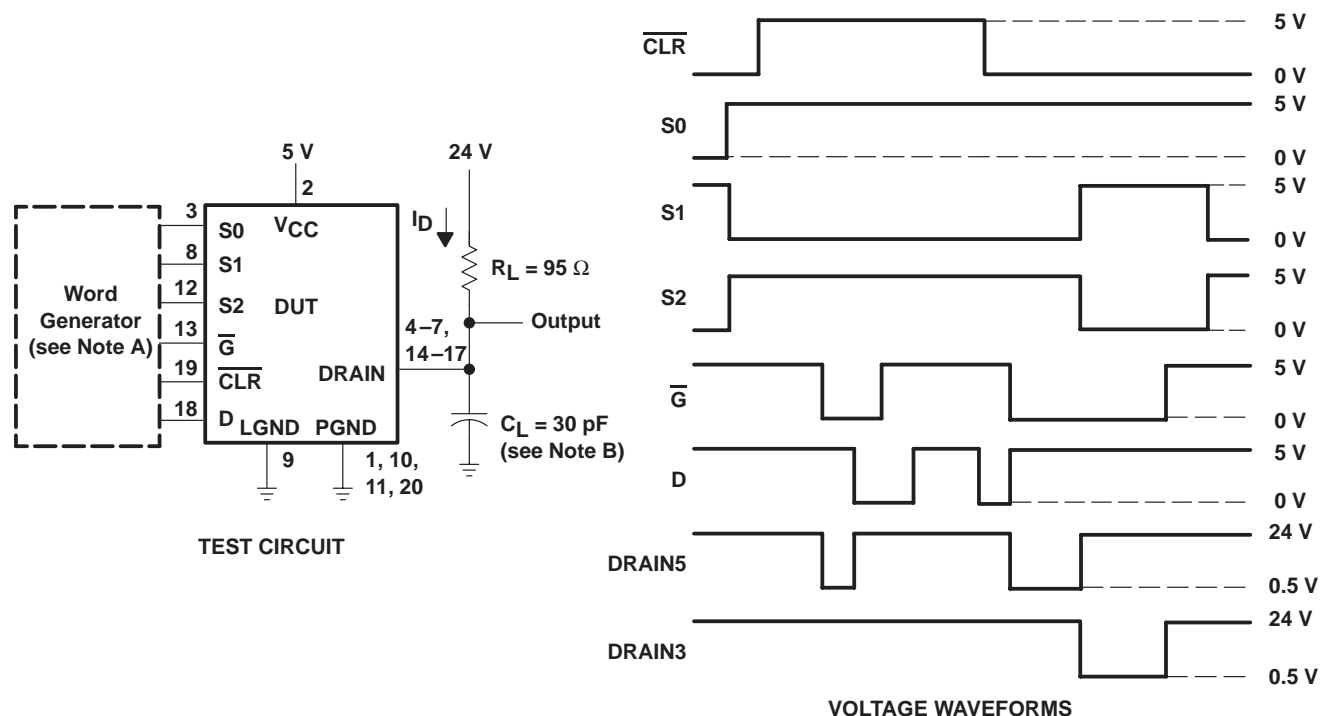 5 V
24 V
2
3
S0
VCC
ID
8
S1
RL = 95 Ω
12
S2
DUT
Word
Generator
(see Note A)
Output
13
G
4–7,
14–17
19
CLR
DRAIN
18
D
LGND
PGND
CL = 30 pF
(see Note B)
9
1, 10,
11, 20
TEST CIRCUIT
CLR
5 V
0 V
S0
5 V
0 V
S1
5 V
0 V
S2
5 V
0 V
G
5 V
0 V
D
5 V
0 V
DRAIN5
24 V
0.5 V
DRAIN3
24 V
0.5 V
VOLTAGE WAVEFORMS